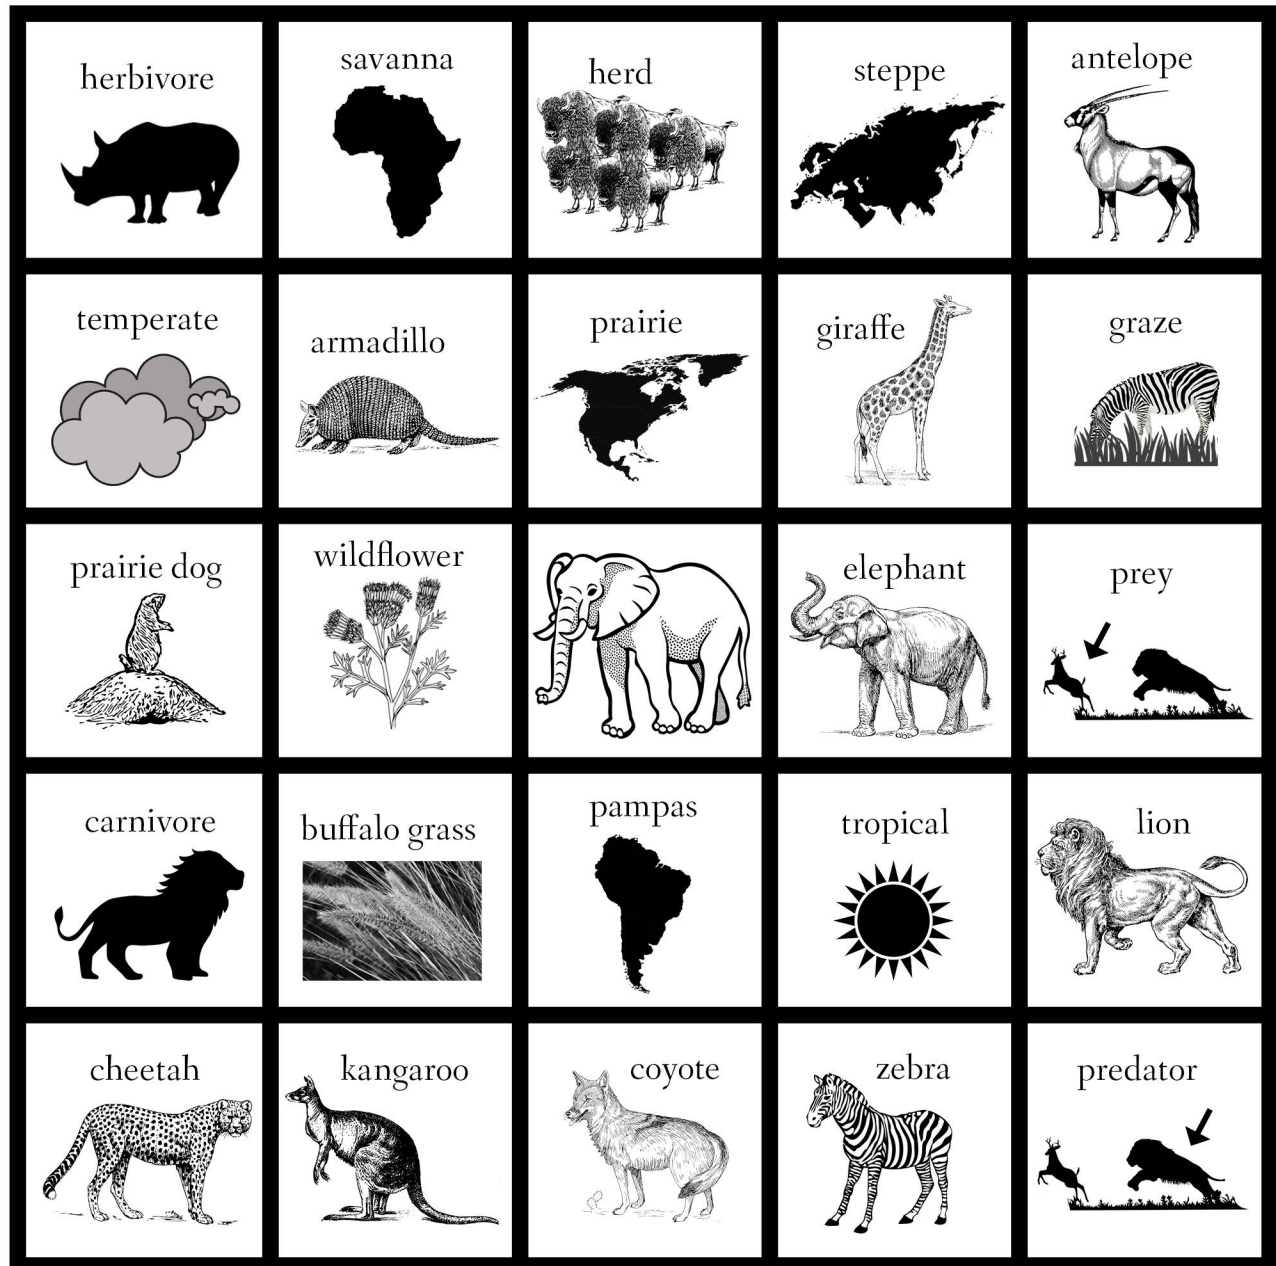 herbivore
savanna
herd
steppe
antelope
temperate
armadillo
prairie
giraffe
graze
prairie dog
wildflower
elephant
prey
carnivore
buffalo grass
pampas
tropical
lion
cheetah
kangaroo
coyote
zebra
predator